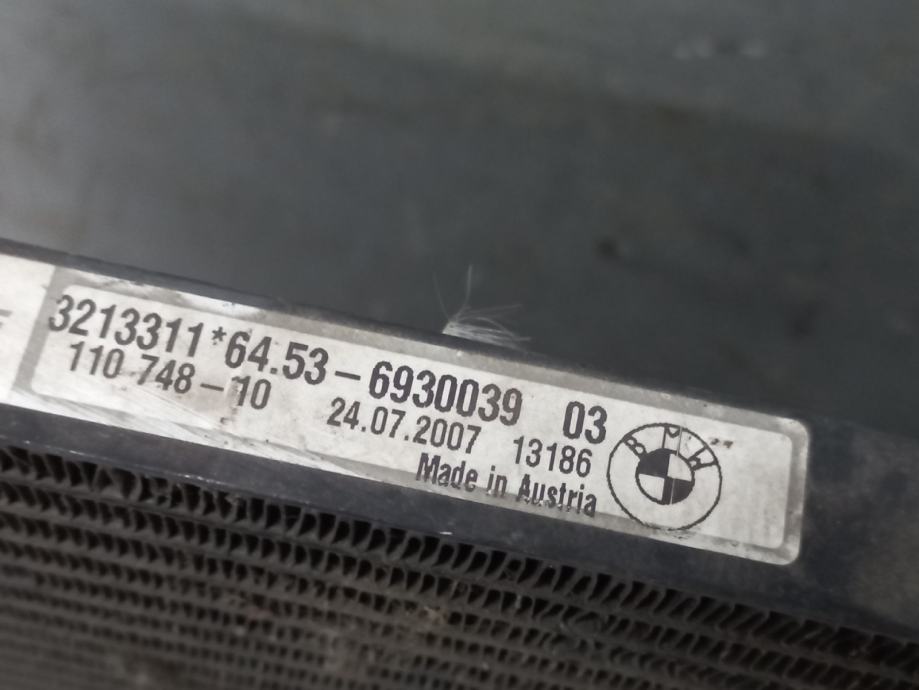 3213311*64.53-6930039 03
110 748-10 24.07.2007 13186
Made in Austria
BMW